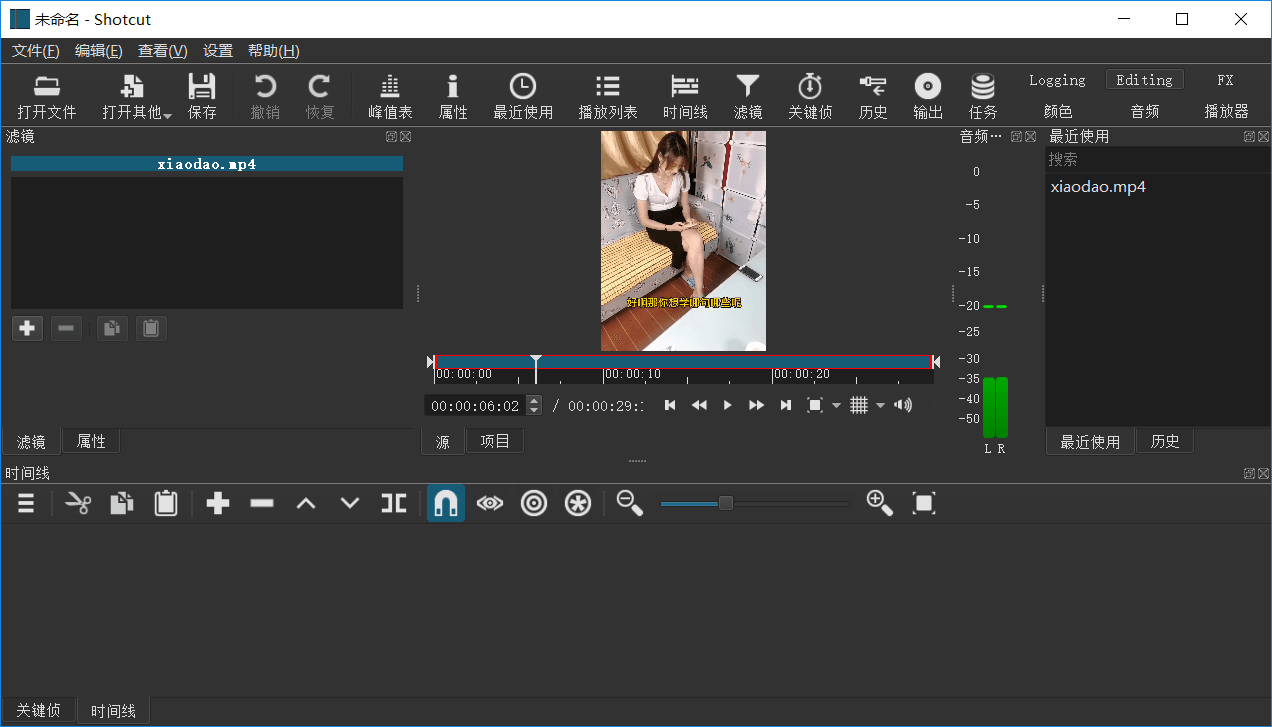 未命名 - Shotcut
文件(F) 编辑(E) 查看(V) 设置 帮助(H)
打开文件 打开其他 保存 撤销 恢复 峰值表 属性 最近使用 播放列表 时间线 滤镜 关键侦 历史 输出 任务
Logging Editing FX
颜色 音频 播放器
滤镜
xiaodao.mp4
滤镜 属性
好啊那你想学哪句哪些呢
00:00:00 00:00:10 00:00:20
00:00:06:02 / 00:00:29:
源 项目
音频…
0
-5
-10
-15
-20
-25
-30
-35
-40
-50
L R
最近使用
搜索
xiaodao.mp4
最近使用 历史
时间线
关键侦 时间线